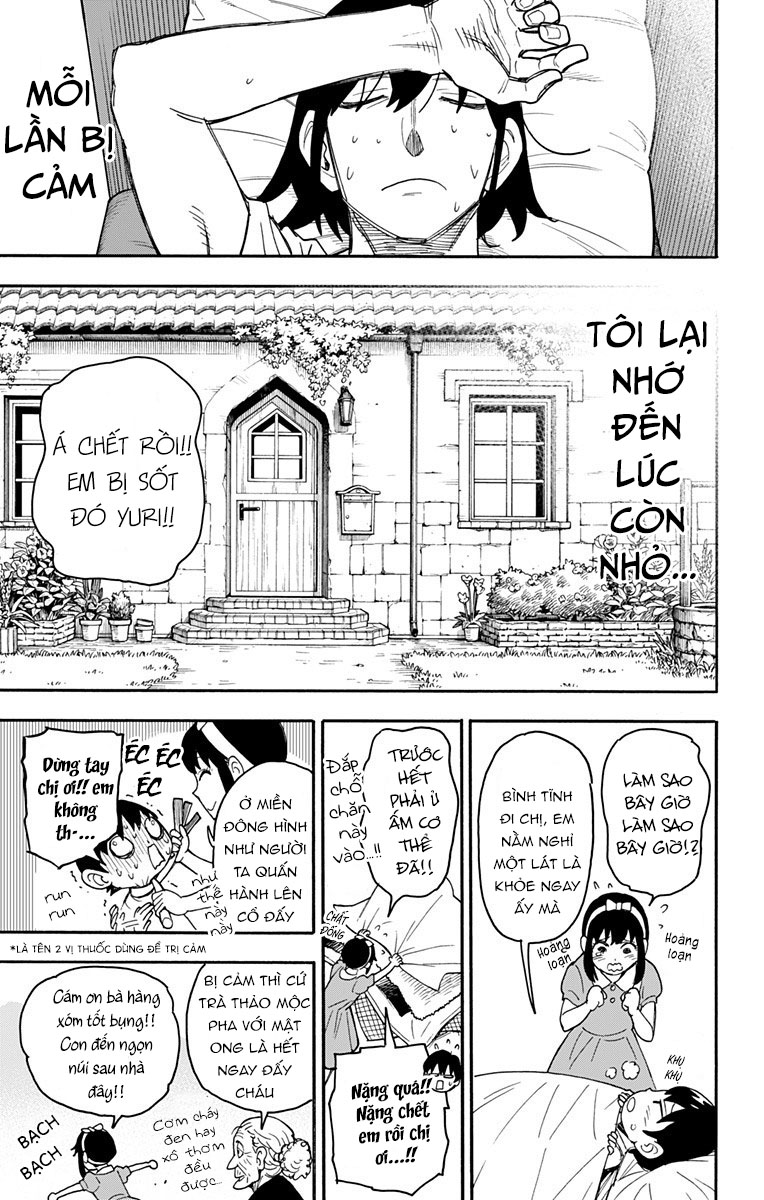 MỖI
LẦN BỊ
CẢM
TÔI LẠI
NHỚ
ĐẾN
LÚC
CÒN
NHỎ...
Á CHẾT RỒI!!
EM BỊ SỐT
ĐÓ YURI!!
LÀM SAO
BÂY GIỜ
LÀM SAO
BÂY GIỜ!?
BÌNH TĨNH
ĐI CHỊ, EM
NẰM NGHỈ
MỘT LÁT LÀ
KHỎE NGAY
ẤY MÀ
Hoảng
loạn
Hoảng
loạn
KHỤ
KHỤ
TRƯỚC
HẾT
PHẢI Ủ
ẤM CƠ
THỂ
ĐÃ!!
Đắp
chỗ
chăn
này
vào...!!
CHẤT
ĐỐNG
Nặng quá!!
Nặng chết
em rồi chị
ơi...!!
Ở MIỀN
ĐÔNG HÌNH
NHƯ NGƯỜI
TA QUẤN
HÀNH LÊN
CỔ ĐẤY
như
thế
này
này
ÉC ÉC
ÉC ÉC
Dừng tay
chị ơi!! em
không
th-...
run
run
*LÀ TÊN 2 VỊ THUỐC DÙNG ĐỂ TRỊ CẢM
BỊ CẢM THÌ CỨ
TRÀ THẢO MỘC
PHA VỚI MẬT
ONG LÀ HẾT
NGAY ĐẤY
CHÁU
Cơm cháy
đen hay
xô thơm
đều
được...
Cảm ơn bà hàng
xóm tốt bụng!!
Con đến ngọn
núi sau nhà
đây!!
BẠCH
BẠCH